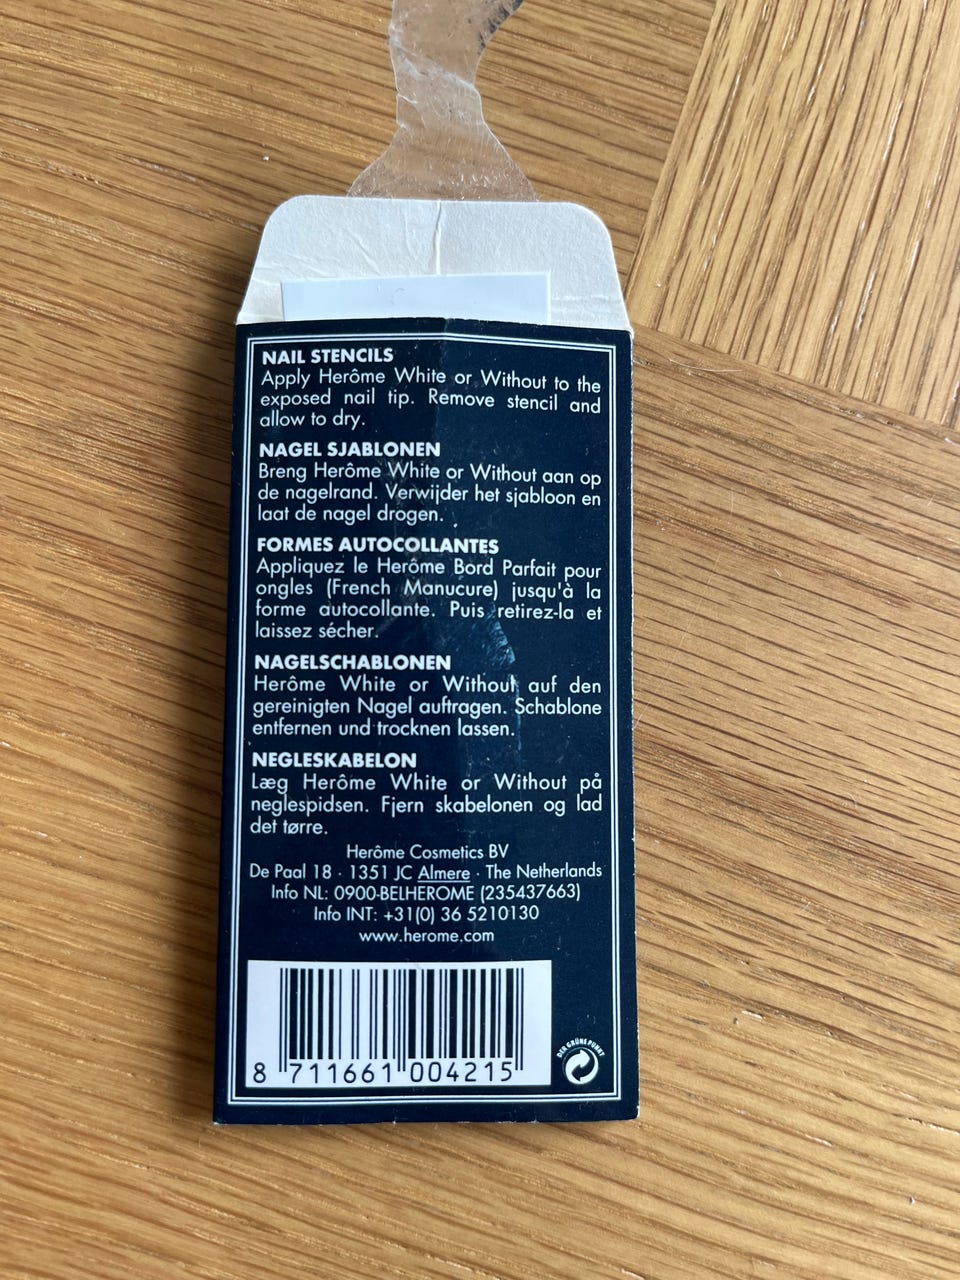 NAIL STENCILS
Apply Herôme White or Without to the
exposed nail tip. Remove stencil and
allow to dry.
NAGEL SJABLONEN
Breng Herôme White or Without aan op
de nagelrand. Verwijder het sjabloon en
laat de nagel drogen.
FORMES AUTOCOLLANTES
Appliquez le Herôme Bord Parfait pour
ongles (French Manucure) jusqu'à la
forme autocollante. Puis retirez-la et
laissez sécher.
NAGELSCHABLONEN
Herôme White or Without auf den
gereinigten Nagel auftragen. Schablone
entfernen und trocknen lassen.
NEGLESKABELON
Læg Herôme White or Without på
neglespidsen. Fjern skabelonen og lad
det tørre.
Herôme Cosmetics BV
De Paal 18 · 1351 JC Almere · The Netherlands
Info NL: 0900-BELHEROME (235437663)
Info INT: +31(0) 36 5210130
www.herome.com
8 711661 004215
DER GRÜNE PUNKT